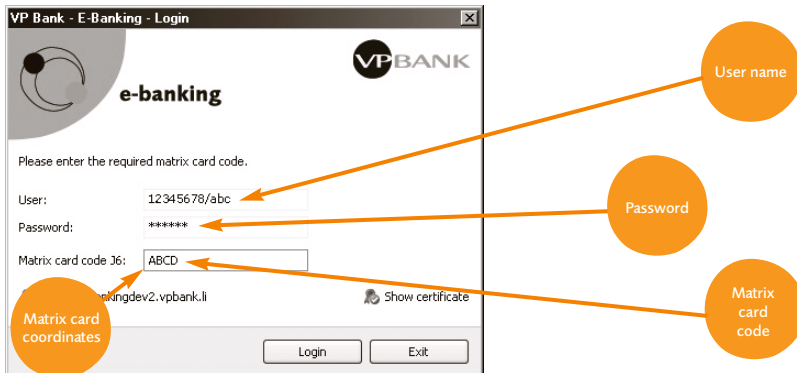 VP Bank - E-Banking - Login
VPBANK
e-banking
User name
Please enter the required matrix card code.
User: 12345678/abc
Password: ******
Password
Matrix card code J6: ABCD
nkingdev2.vpbank.li
Show certificate
Matrix card
coordinates
Matrix
card
code
Login
Exit